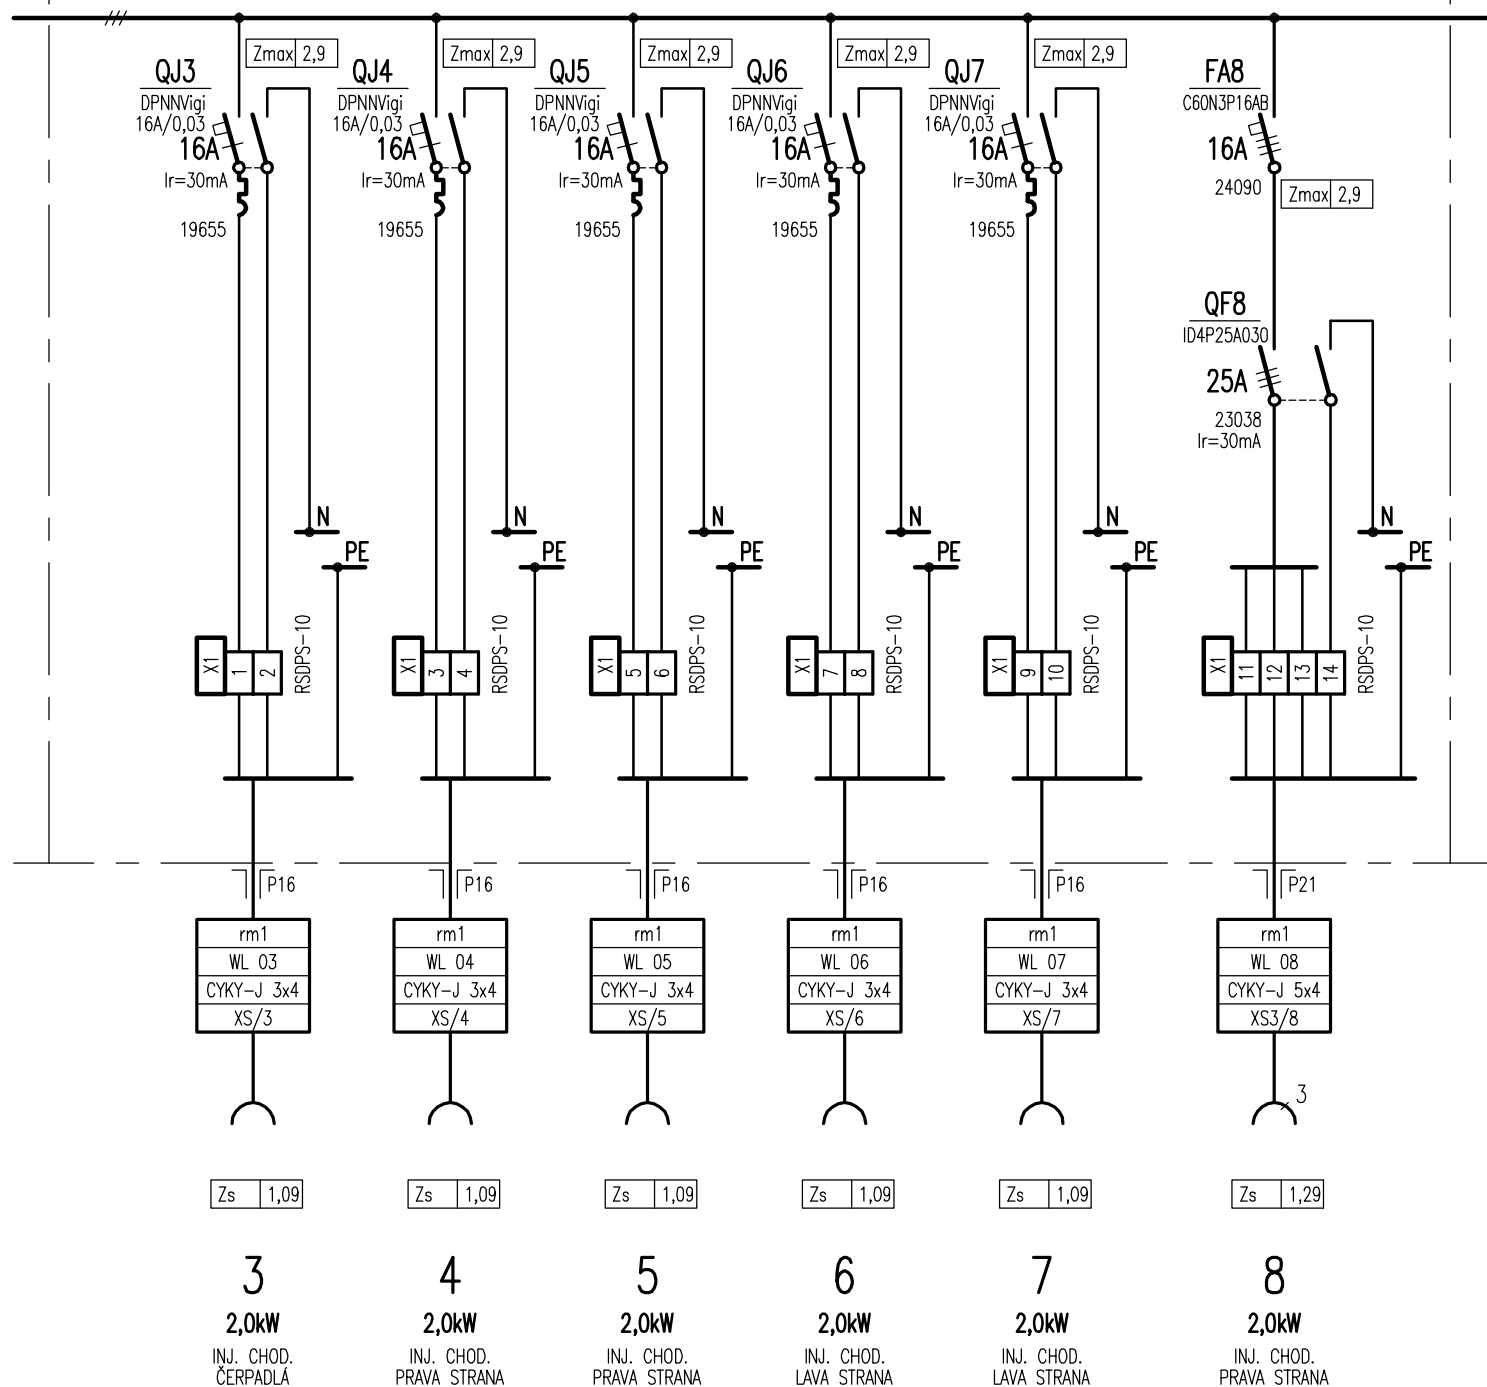 Zmax 2,9
Zmax 2,9
Zmax 2,9
Zmax 2,9
Zmax 2,9
QJ3
DPNNVigi
16A/0,03
16A
Ir=30mA
19655
QJ4
DPNNVigi
16A/0,03
16A
Ir=30mA
19655
QJ5
DPNNVigi
16A/0,03
16A
Ir=30mA
19655
QJ6
DPNNVigi
16A/0,03
16A
Ir=30mA
19655
QJ7
DPNNVigi
16A/0,03
16A
Ir=30mA
19655
FA8
C60N3P16AB
16A
24090
Zmax 2,9
QF8
ID4P25A030
25A
23038
Ir=30mA
N
PE
N
PE
N
PE
N
PE
N
PE
N
PE
X1 1 2 RSDPS-10
X1 3 4 RSDPS-10
X1 5 6 RSDPS-10
X1 7 8 RSDPS-10
X1 9 10 RSDPS-10
X1 11 12 13 14 RSDPS-10
P16
P16
P16
P16
P16
P21
rm1
WL 03
CYKY-J 3x4
XS/3
rm1
WL 04
CYKY-J 3x4
XS/4
rm1
WL 05
CYKY-J 3x4
XS/5
rm1
WL 06
CYKY-J 3x4
XS/6
rm1
WL 07
CYKY-J 3x4
XS/7
rm1
WL 08
CYKY-J 5x4
XS3/8
3
Zs 1,09
Zs 1,09
Zs 1,09
Zs 1,09
Zs 1,09
Zs 1,29
3
2,0kW
INJ. CHOD.
ČERPADLÁ
4
2,0kW
INJ. CHOD.
PRAVA STRANA
5
2,0kW
INJ. CHOD.
PRAVA STRANA
6
2,0kW
INJ. CHOD.
LAVA STRANA
7
2,0kW
INJ. CHOD.
LAVA STRANA
8
2,0kW
INJ. CHOD.
PRAVA STRANA